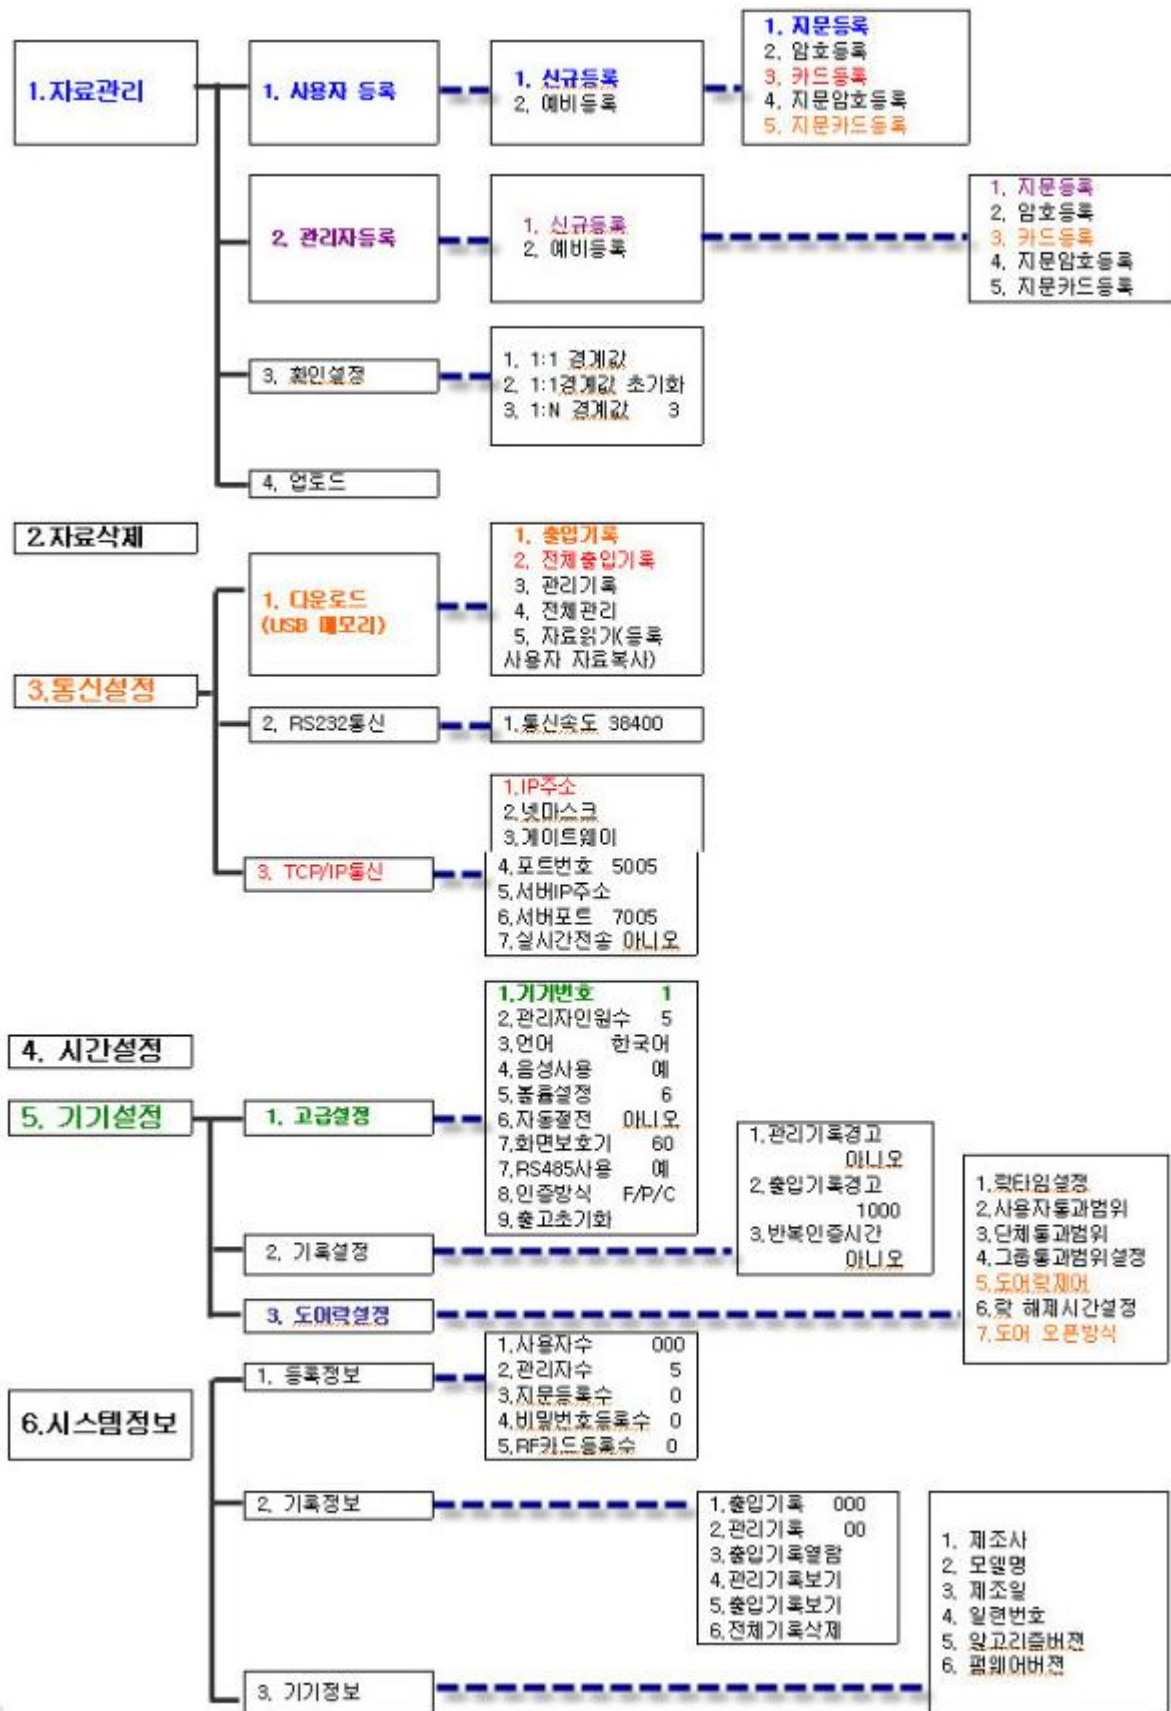 1.자료관리
1. 사용자 등록
1. 신규등록
2. 예비등록
1. 지문등록
2. 암호등록
3. 카드등록
4. 지문암호등록
5. 지문카드등록
2. 관리자등록
1. 신규등록
2. 예비등록
1. 지문등록
2. 암호등록
3. 카드등록
4. 지문암호등록
5. 지문카드등록
3. 확인설정
1. 1:1 경계값
2. 1:1경계값 초기화
3. 1:N 경계값 3
4. 업로드
2.자료삭제
3.통신설정
1. 다운로드
(USB 메모리)
1. 출입기록
2. 전체출입기록
3. 관리기록
4. 전체관리
5. 자료읽기(등록
사용자 자료복사)
2. RS232통신
1.통신속도 38400
3. TCP/IP통신
1.IP주소
2.넷마스크
3.게이트웨이
4.포트번호 5005
5.서버IP주소
6.서버포트 7005
7.실시간전송 아니오
4. 시간설정
5. 기기설정
1. 고급설정
1.기기번호 1
2.관리자인원수 5
3.언어 한국어
4.음성사용 예
5.볼륨설정 6
6.자동절전 아니오
7.화면보호기 60
7.RS485사용 예
8.인증방식 F/P/C
9.출고초기화
2. 기록설정
1.관리기록경고
아니오
2.출입기록경고
1000
3.반복인증시간
아니오
3. 도어락설정
1.락타임설정
2.사용자통과범위
3.단체통과범위
4.그룹통과범위설정
5.도어락제어
6.락 해제시간설정
7.도어 오픈방식
6.시스템정보
1. 등록정보
1.사용자수 000
2.관리자수 5
3.지문등록수 0
4.비밀번호등록수 0
5.RF카드등록수 0
2. 기록정보
1.출입기록 000
2.관리기록 00
3.출입기록열람
4.관리기록보기
5.출입기록보기
6.전체기록삭제
3. 기기정보
1. 제조사
2. 모델명
3. 제조일
4. 일련번호
5. 알고리즘버젼
6. 펌웨어버젼